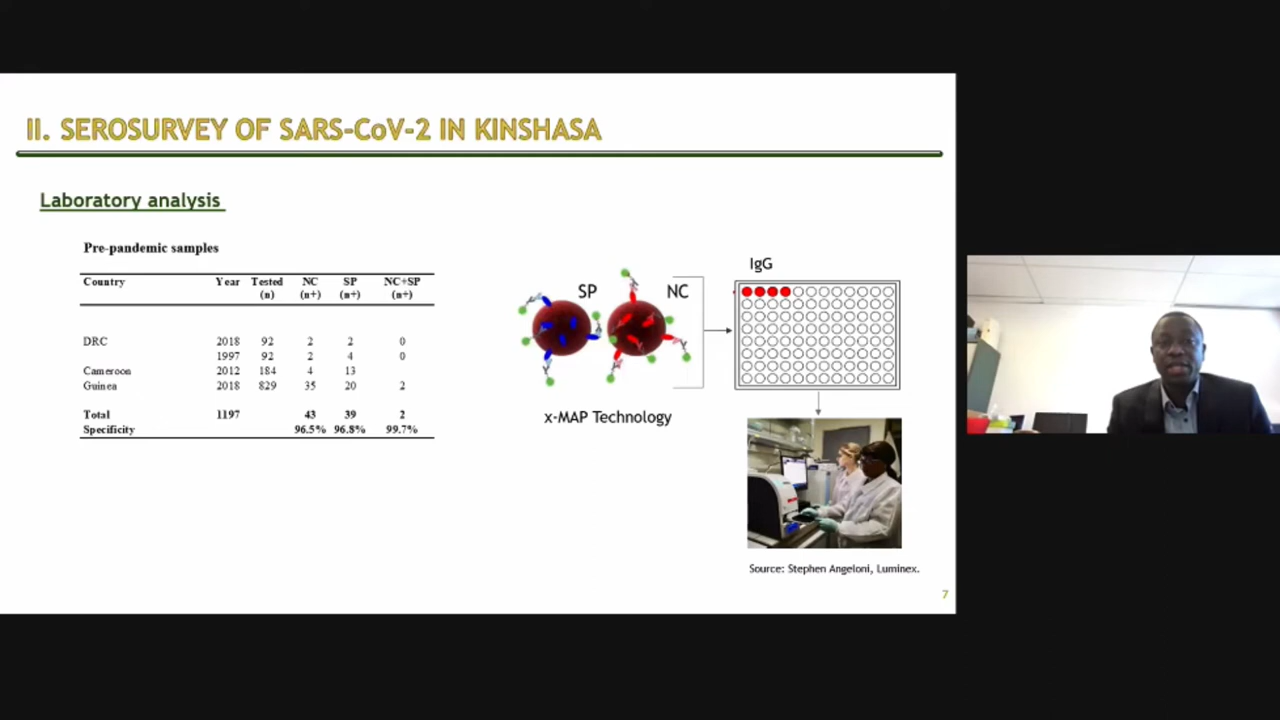 II. SEROSURVEY OF SARS-CoV-2 IN KINSHASA
Laboratory analysis
Pre-pandemic samples
Country Year Tested (n) NC (n+) SP (n+) NC+SP (n+)
DRC 2018 92 2 2 0
1997 92 2 4 0
Cameroon 2012 184 4 13
Guinea 2018 829 35 20 2
Total 1197 43 39 2
Specificity 96.5% 96.8% 99.7%
SP NC
x-MAP Technology
IgG
Source: Stephen Angeloni, Luminex.
7